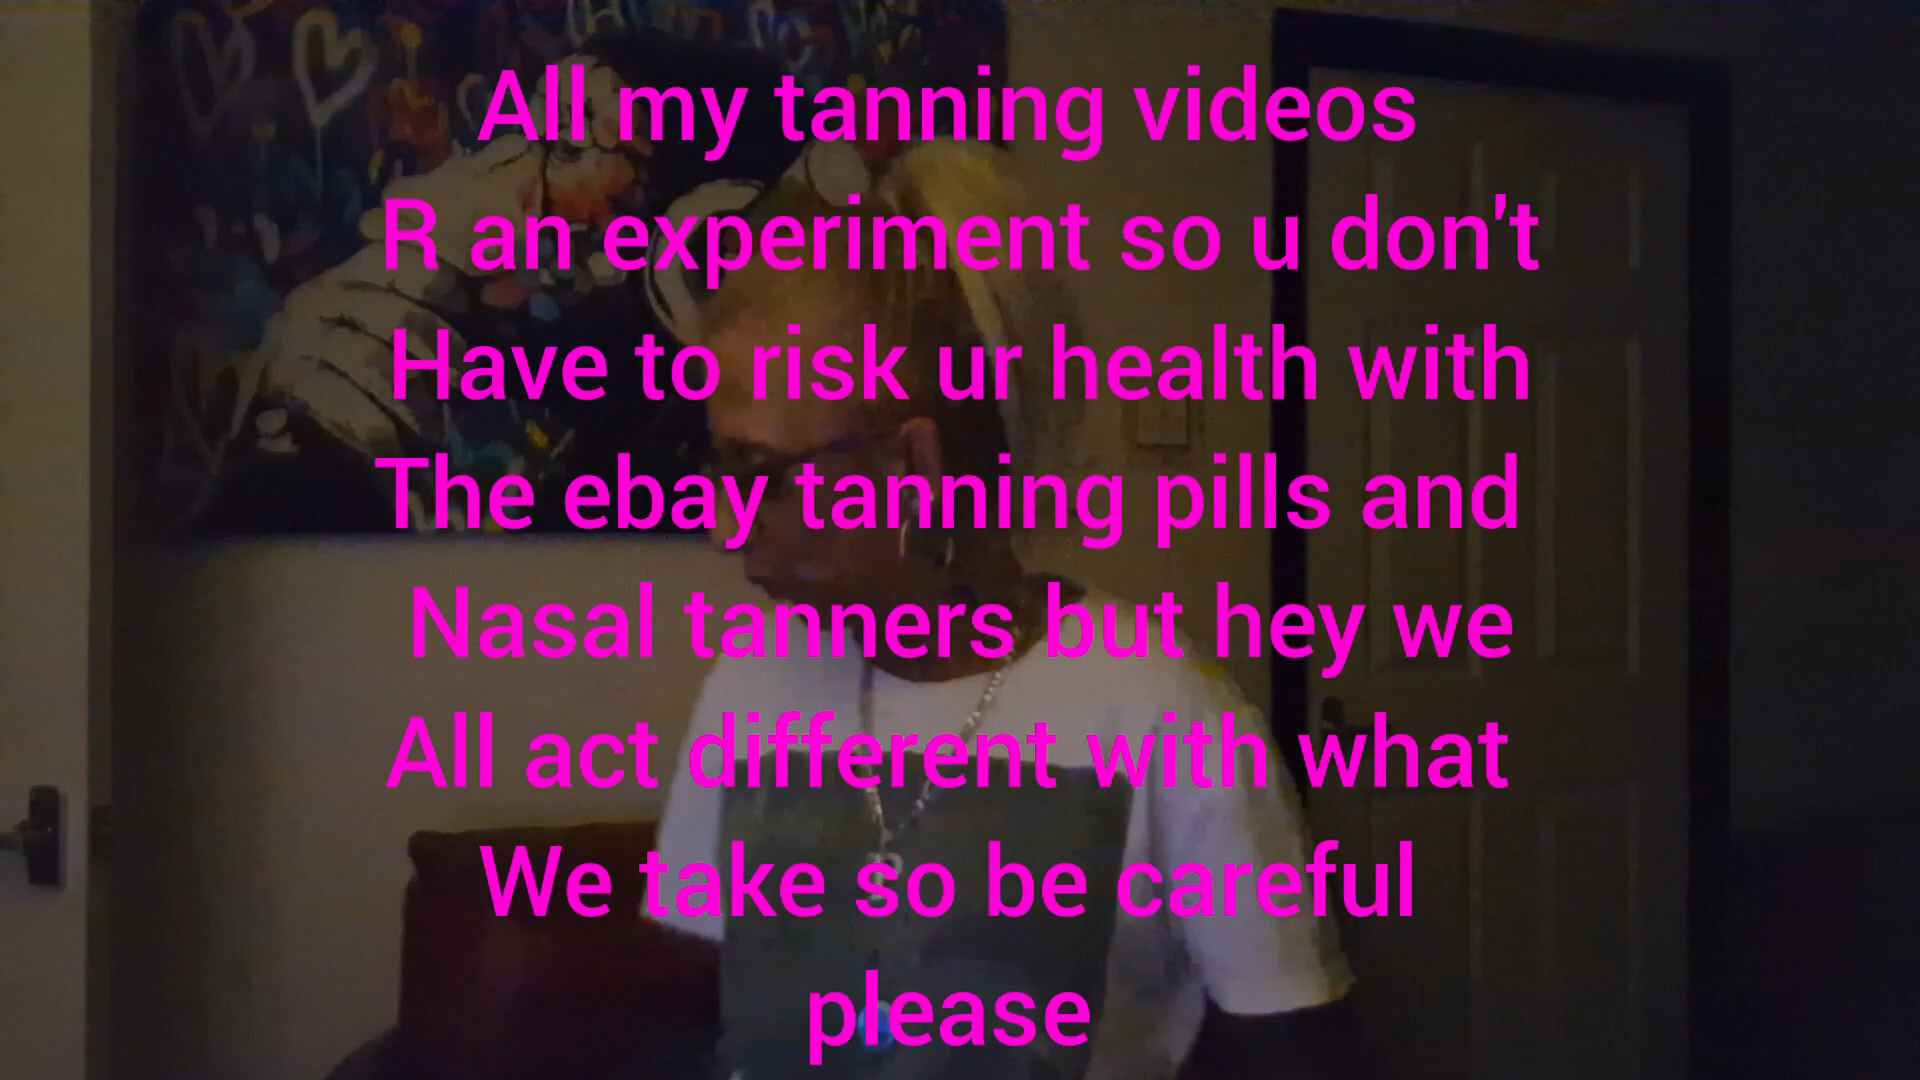 All my tanning videos
R an experiment so u don't
Have to risk ur health with
The ebay tanning pills and
Nasal tanners but hey we
All act different with what
We take so be careful
please